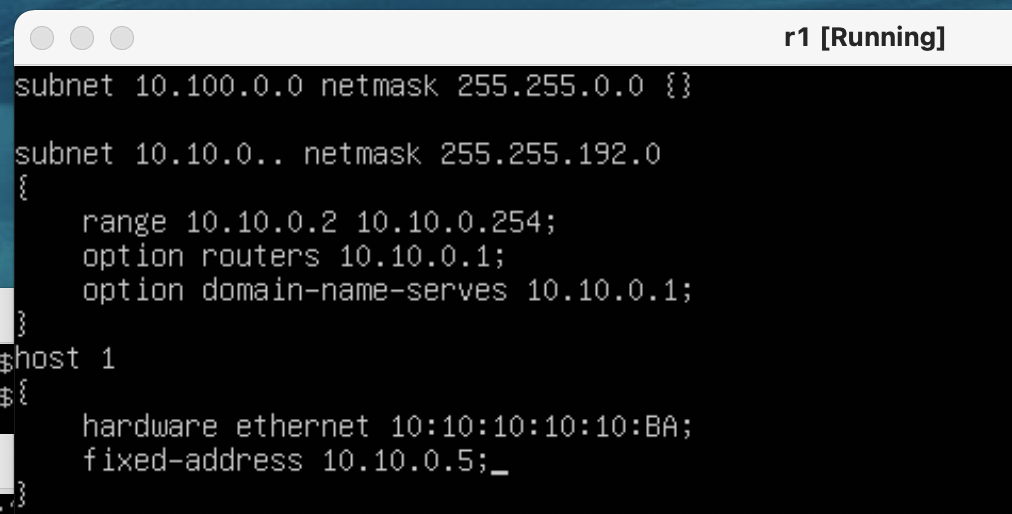 r1 [Running]
subnet 10.100.0.0 netmask 255.255.0.0 {}
subnet 10.10.0.. netmask 255.255.192.0
{
range 10.10.0.2 10.10.0.254;
option routers 10.10.0.1;
option domain-name-serves 10.10.0.1;
}
$host 1
${
hardware ethernet 10:10:10:10:10:BA;
fixed-address 10.10.0.5;_
}